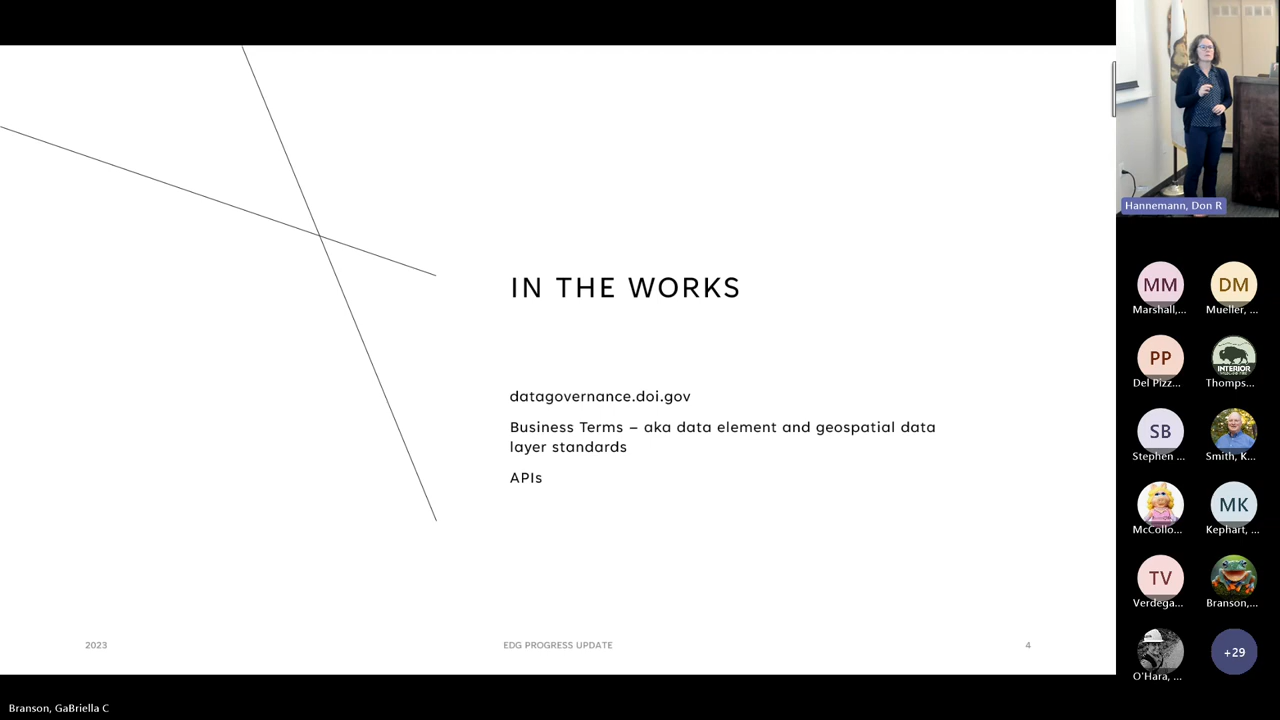 IN THE WORKS
datagovernance.doi.gov
Business Terms – aka data element and geospatial data
layer standards
APIs
2023
EDG PROGRESS UPDATE
4
Hannemann, Don R
MM
Marshall,...
DM
Mueller, ...
PP
Del Pizz...
INTERIOR
Thomps...
SB
Stephen ...
Smith, K...
McCollo...
MK
Kephart, ...
TV
Verdega...
Branson,...
O'Hara, ...
+29
Branson, GaBriella C